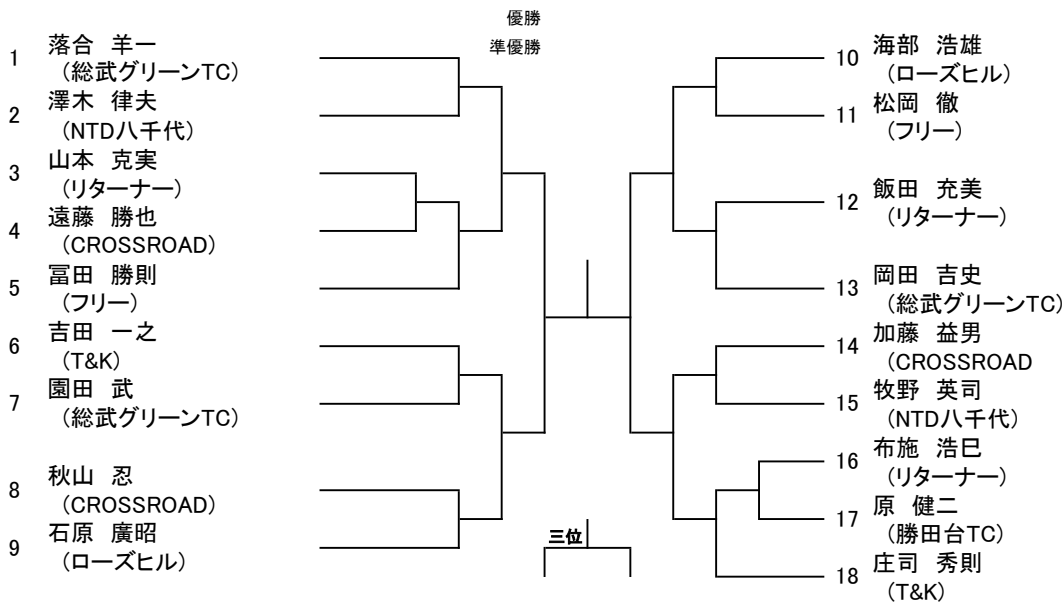 優勝
準優勝
1 落合 羊一
(総武グリーンTC)
2 澤木 律夫
(NTD八千代)
3 山本 克実
(リターナー)
4 遠藤 勝也
(CROSSROAD)
5 冨田 勝則
(フリー)
6 吉田 一之
(T&K)
7 園田 武
(総武グリーンTC)
8 秋山 忍
(CROSSROAD)
9 石原 廣昭
(ローズヒル)
三位
10 海部 浩雄
(ローズヒル)
11 松岡 徹
(フリー)
12 飯田 充美
(リターナー)
13 岡田 吉史
(総武グリーンTC)
14 加藤 益男
(CROSSROAD
15 牧野 英司
(NTD八千代)
16 布施 浩巳
(リターナー)
17 原 健二
(勝田台TC)
18 庄司 秀則
(T&K)